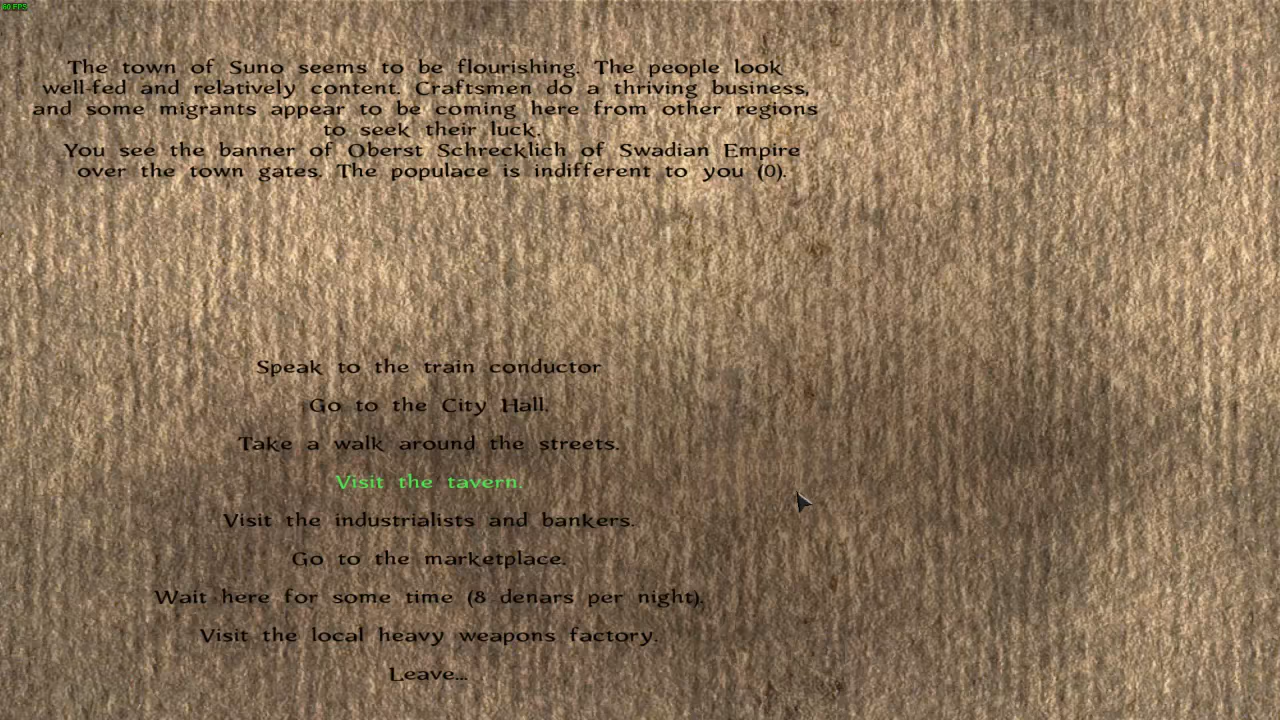 60 FPS
The town of Suno seems to be flourishing. The people look
well-fed and relatively content. Craftsmen do a thriving business,
and some migrants appear to be coming here from other regions
to seek their luck.
You see the banner of Oberst Schrecklich of Swadian Empire
over the town gates. The populace is indifferent to you (0).
Speak to the train conductor
Go to the City Hall.
Take a walk around the streets.
Visit the tavern.
Visit the industrialists and bankers.
Go to the marketplace.
Wait here for some time (8 denars per night).
Visit the local heavy weapons factory.
Leave...